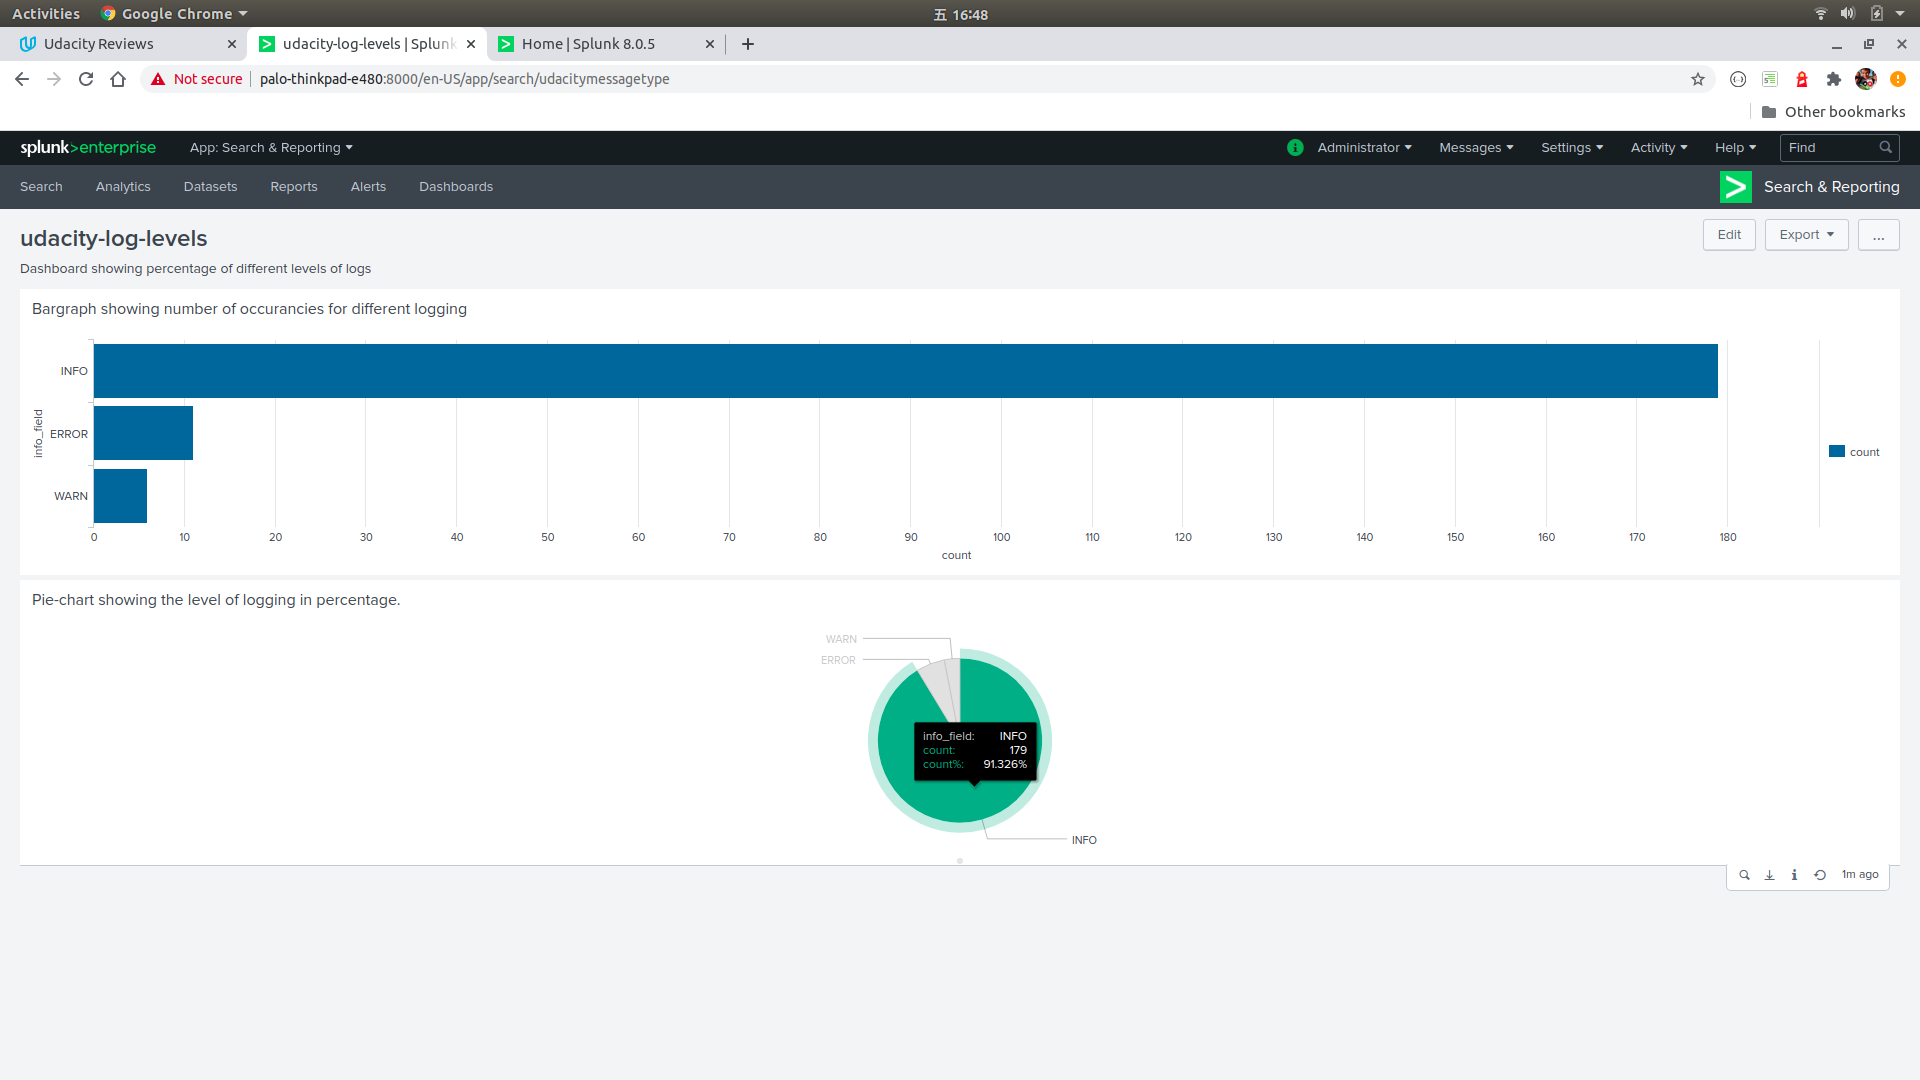 Activities Google Chrome 五 16:48
Udacity Reviews udacity-log-levels | Splunk Home | Splunk 8.0.5
Not secure palo-thinkpad-e480:8000/en-US/app/search/udacitymessagetype
Other bookmarks
splunk>enterprise App: Search & Reporting Administrator Messages Settings Activity Help Find
Search Analytics Datasets Reports Alerts Dashboards Search & Reporting
udacity-log-levels Edit Export ...
Dashboard showing percentage of different levels of logs
Bargraph showing number of occurancies for different logging
INFO
ERROR
WARN
info_field
count
0 10 20 30 40 50 60 70 80 90 100 110 120 130 140 150 160 170 180
count
Pie-chart showing the level of logging in percentage.
WARN
ERROR
info_field: INFO
count: 179
count%: 91.326%
INFO
1m ago